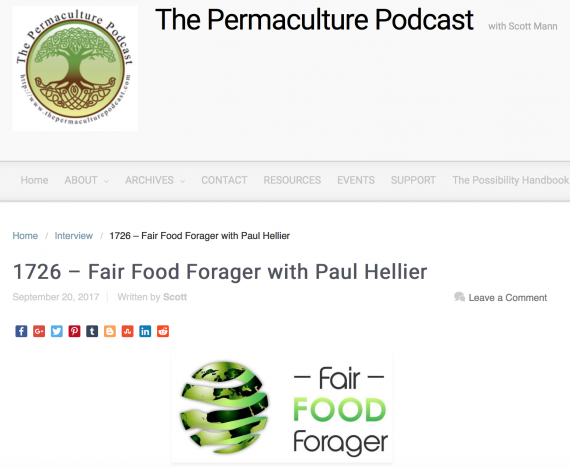 The Permaculture Podcast
http://www.thepermaculturepodcast.com
The Permaculture Podcast with Scott Mann
Home ABOUT ARCHIVES CONTACT RESOURCES EVENTS SUPPORT The Possibility Handbook
Home / Interview / 1726 – Fair Food Forager with Paul Hellier
1726 – Fair Food Forager with Paul Hellier
September 20, 2017 Written by Scott Leave a Comment
– Fair –
FOOD
Forager